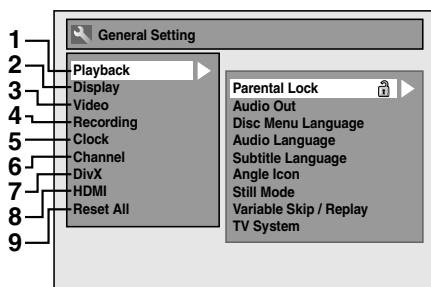 General Setting
1 Playback
2 Display
3 Video
4 Recording
5 Clock
6 Channel
7 DivX
8 HDMI
9 Reset All
Parental Lock
Audio Out
Disc Menu Language
Audio Language
Subtitle Language
Angle Icon
Still Mode
Variable Skip / Replay
TV System